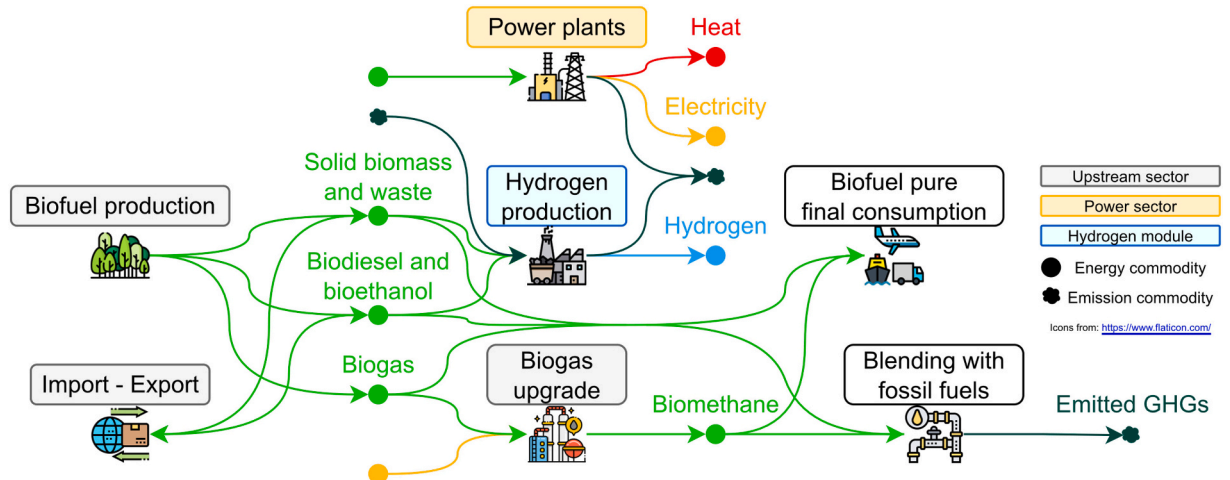 Power plants
Heat
Electricity
Solid biomass
and waste
Hydrogen
production
Biofuel pure
final consumption
Upstream sector
Power sector
Hydrogen module
Energy commodity
Emission commodity
Icons from: https://www.flaticon.com/
Biofuel production
Hydrogen
Biodiesel and
bioethanol
Import - Export
Biogas
Biogas
upgrade
Biomethane
Blending with
fossil fuels
Emitted GHGs